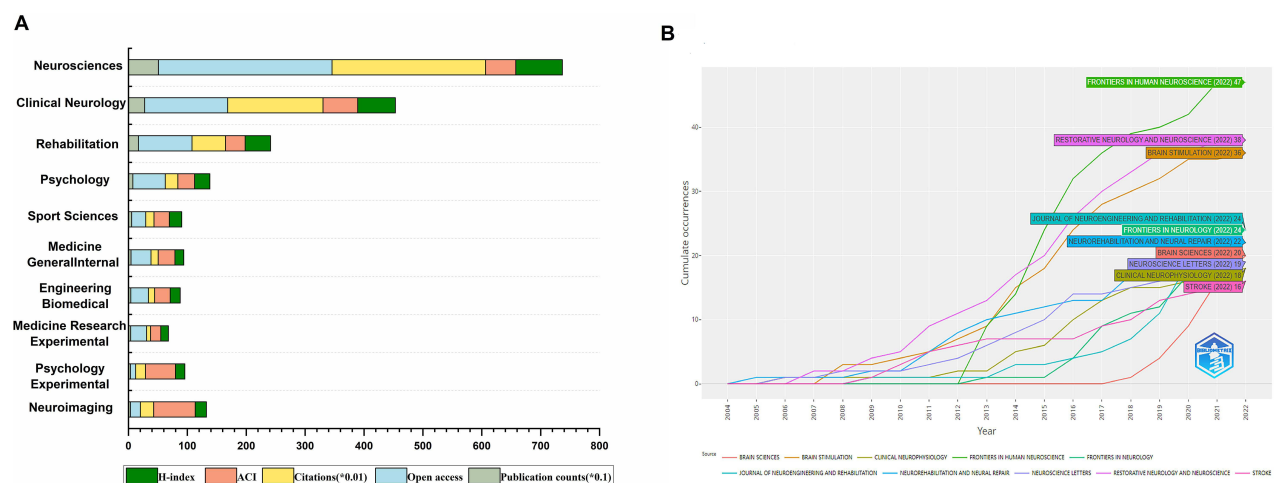 A
Neurosciences
Clinical Neurology
Rehabilitation
Psychology
Sport Sciences
Medicine
GeneralInternal
Engineering
Biomedical
Medicine Research
Experimental
Psychology
Experimental
Neuroimaging
0 100 200 300 400 500 600 700 800
H-index ACI Citations(*0.01) Open access Publication counts(*0.1)
B
Cumulate occurrences
40
30
20
10
0
FRONTIERS IN HUMAN NEUROSCIENCE (2022) 47
RESTORATIVE NEUROLOGY AND NEUROSCIENCE (2022) 38
BRAIN STIMULATION (2022) 36
JOURNAL OF NEUROENGINEERING AND REHABILITATION (2022) 24
FRONTIERS IN NEUROLOGY (2022) 24
NEUROREHABILITATION AND NEURAL REPAIR (2022) 22
BRAIN SCIENCES (2022) 20
NEUROSCIENCE LETTERS (2022) 19
CLINICAL NEUROPHYSIOLOGY (2022) 18
STROKE (2022) 16
BIBLIOMETRIX
2004 2005 2006 2007 2008 2009 2010 2011 2012 2013 2014 2015 2016 2017 2018 2019 2020 2021 2022
Year
Source
BRAIN SCIENCES BRAIN STIMULATION CLINICAL NEUROPHYSIOLOGY FRONTIERS IN HUMAN NEUROSCIENCE FRONTIERS IN NEUROLOGY
JOURNAL OF NEUROENGINEERING AND REHABILITATION NEUROREHABILITATION AND NEURAL REPAIR NEUROSCIENCE LETTERS RESTORATIVE NEUROLOGY AND NEUROSCIENCE STROKE